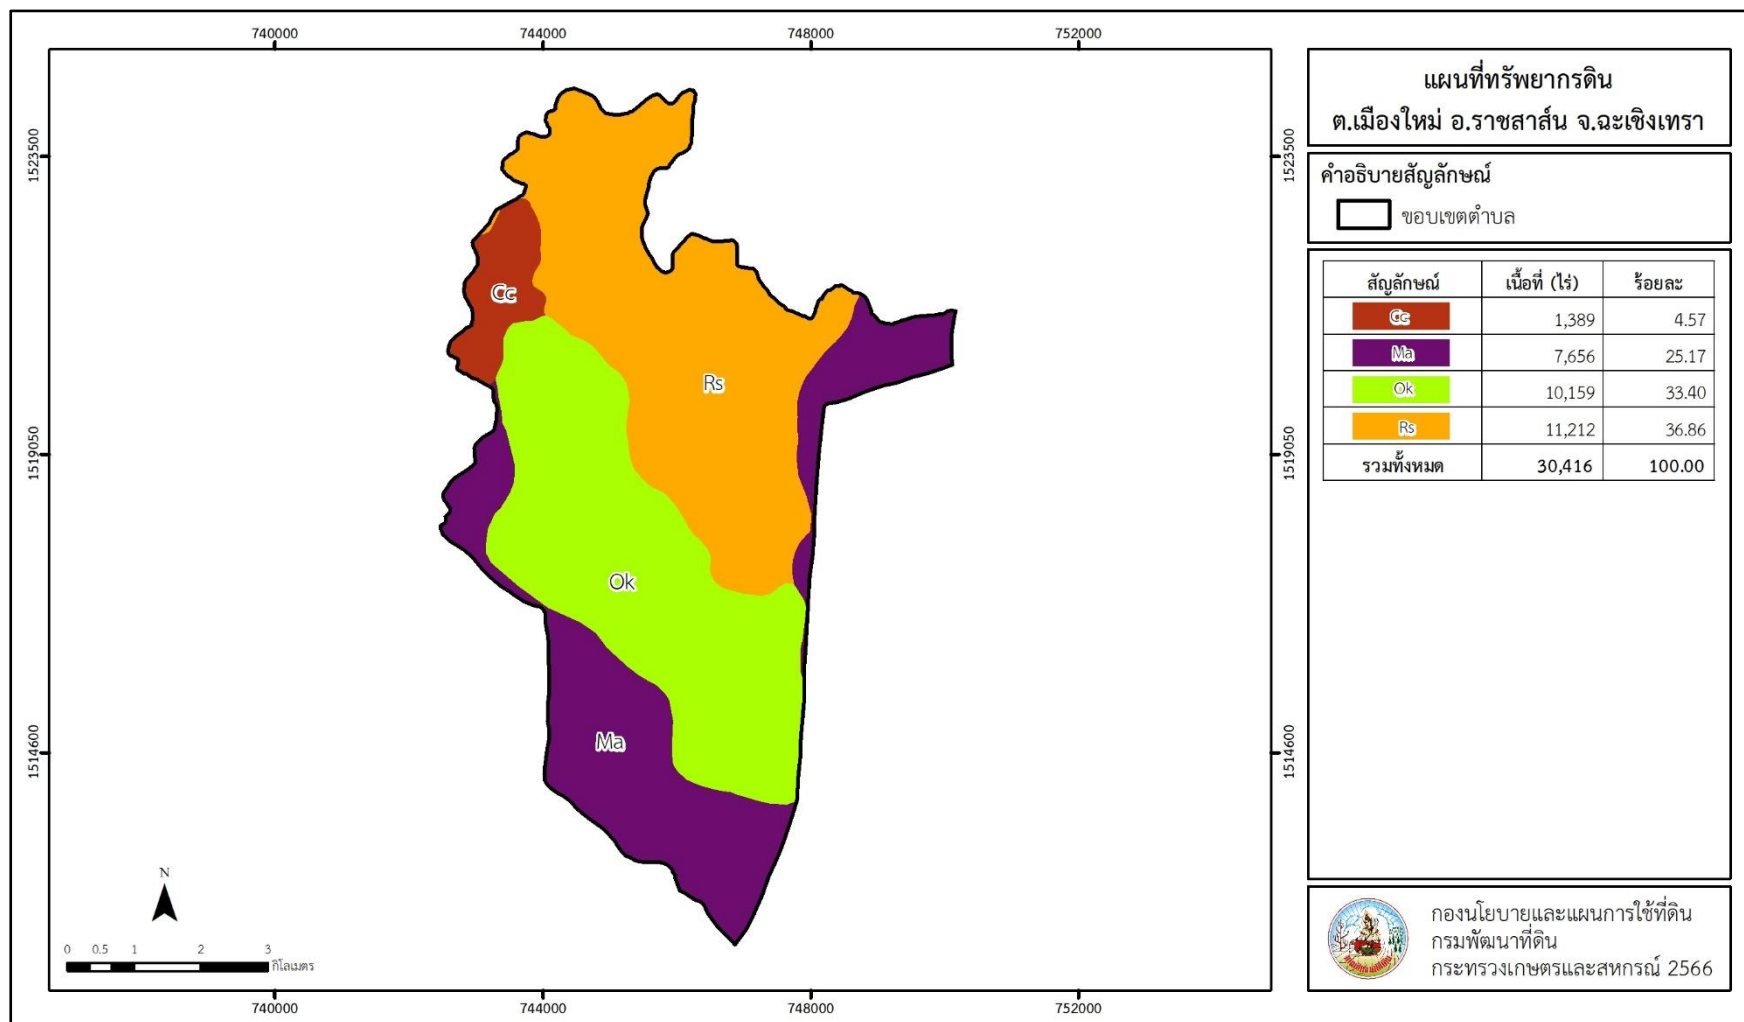 740000 744000 748000 752000
1523500 1523500
1519050 1519050
1514600 1514600
Cc
Rs
Ok
Ma
N
0 0.5 1 2 3
กิโลเมตร
740000 744000 748000 752000
แผนที่ทรัพยากรดิน
ต.เมืองใหม่ อ.ราชสาส์น จ.ฉะเชิงเทรา
คำอธิบายสัญลักษณ์
ขอบเขตตำบล
สัญลักษณ์ เนื้อที่ (ไร่) ร้อยละ
Cc 1,389 4.57
Ma 7,656 25.17
Ok 10,159 33.40
Rs 11,212 36.86
รวมทั้งหมด 30,416 100.00
กองนโยบายและแผนการใช้ที่ดิน
กรมพัฒนาที่ดิน
กระทรวงเกษตรและสหกรณ์ 2566